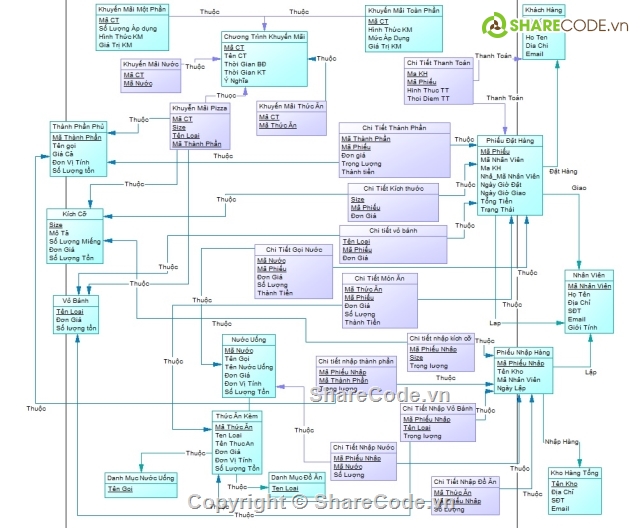 Khuyến Mãi Một Phần
Mã CT
Số Lượng Áp dụng
Hình Thức KM
Giá Trị KM
Thuộc
Thuộc
Khuyến Mãi Toàn Phần
Mã CT
Hình Thức KM
Mức Áp Dụng
Giá Trị KM
SHARECODE.vn
Khách Hàng
Họ Ten
Dia Chi
Email
Chương Trình Khuyến Mãi
Mã CT
Tên CT
Thời Gian BĐ
Thời Gian KT
Ý Nghĩa
Khuyến Mãi Nước
Mã CT
Mã Nước
Thuộc
Thuộc
Thuộc
Chi Tiết Thanh Toán
Ma KH
Mã Phiếu
Hình Thuc TT
Thoi Diem TT
Thanh Toán
Thanh Toán
Khuyến Mãi Pizza
Mã CT
Size
Tên Loại
Mã Thành Phần
Khuyến Mãi Thức Ăn
Mã CT
Mã Thức Ăn
Thành Phần Phủ
Mã Thành Phần
Tên gọi
Giá Cả
Đơn Vị Tính
Số Lượng tồn
Thuộc
Thuộc
Thuộc
Chi Tiết Thành Phần
Mã Thành Phần
Mã Phiếu
Đơn giá
Trọng Lượng
Thành tiền
Thuộc
Phiếu Đặt Hàng
Mã Phiếu
Mã Nhân Viên
Ma KH
Nhà_Mã Nhân Viên
Ngày Giờ Đặt
Ngày Giờ Giao
Tổng Tiền
Trạng Thái
Đặt Hàng
Giao
Chi Tiết Kích thước
Size
Mã Phiếu
Đơn Giá
Thuộc
Thuộc
Kích Cỡ
Size
Mô Tả
Số Lượng Miếng
Đơn Giá
Số Lượng Tồn
Chi tiết vỏ bánh
Tên Loại
Mã Phiếu
Đơn Giá
Thuộc
Thuộc
Chi Tiết Gọi Nước
Mã Nước
Mã Phiếu
Đơn Giá
Số Lượng
Thành Tiền
Thuộc
Thuộc
Chi Tiết Món Ăn
Mã Thức Ăn
Mã Phiếu
Đơn Giá
Số Lượng
Thành Tiền
Thuộc
Nhân Viên
Mã Nhân Viên
Họ Tên
Địa Chỉ
SĐT
Email
Giới Tính
Vỏ Bánh
Tên Loại
Đơn Giá
Số lượng tồn
Thuộc
Lap
Lập
Nước Uống
Mã Nước
Tên Gọi
Tên Nước Uống
Đơn Giá
Đơn Vị Tính
Số Lượng Tồn
Chi tiết nhập kích cỡ
Mã Phiếu Nhập
Size
Trọng lượng
Thuộc
Phiếu Nhập Hàng
Mã Phiếu Nhập
Tên Kho
Mã Nhân Viên
Ngày Lập
Chi tiết nhập thành phần
Mã Phiếu Nhập
Mã Thành Phần
Trọng lượng
Thuộc
ShareCode.vn
Chi Tiết Nhập Vỏ Bánh
Mã Phiếu Nhập
Tên Loại
Trọng lượng
Thuộc
Thuộc
Thức Ăn Kèm
Mã Thức Ăn
Ten Loai
Tên ThucAn
Đơn Giá
Đơn Vị Tính
Số Lượng Tồn
Thuộc
Thuộc
Chi Tiết Nhập Nước
Mã Phiếu Nhập
Mã Nước
Số Lượng
Thuộc
Thuộc
Nhập Hàng
Danh Mục Nước Uống
Tên Gọi
Thuộc
Thuộc
Danh Mục Đồ Ăn
Ten Loai
Chi Tiết Nhập Đồ Ăn
Mã Thức Ăn
Mã Phiếu Nhập
Số Lượng
Thuộc
Kho Hàng Tổng
Tên Kho
Địa Chỉ
SĐT
Email
Copyright © ShareCode.vn